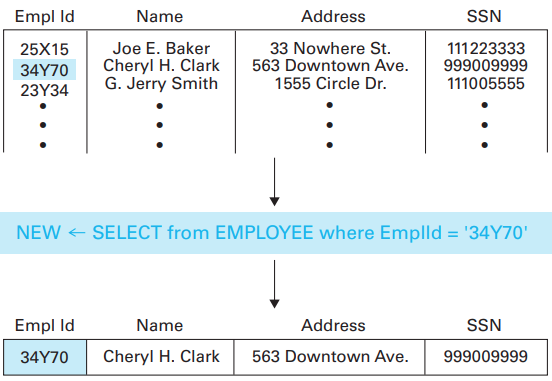 Empl Id Name Address SSN
25X15 Joe E. Baker 33 Nowhere St. 111223333
34Y70 Cheryl H. Clark 563 Downtown Ave. 999009999
23Y34 G. Jerry Smith 1555 Circle Dr. 111005555
• • • •
• • • •
• • • •
NEW ← SELECT from EMPLOYEE where EmplId = '34Y70'
Empl Id Name Address SSN
34Y70 Cheryl H. Clark 563 Downtown Ave. 999009999